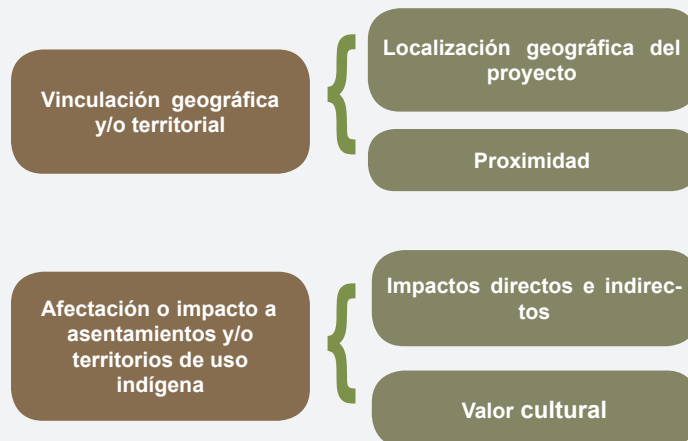 Vinculación geográfica
y/o territorial
Localización geográfica del
proyecto
Proximidad
Afectación o impacto a
asentamientos y/o
territorios de uso
indígena
Impactos directos e indirec-
tos
Valor cultural